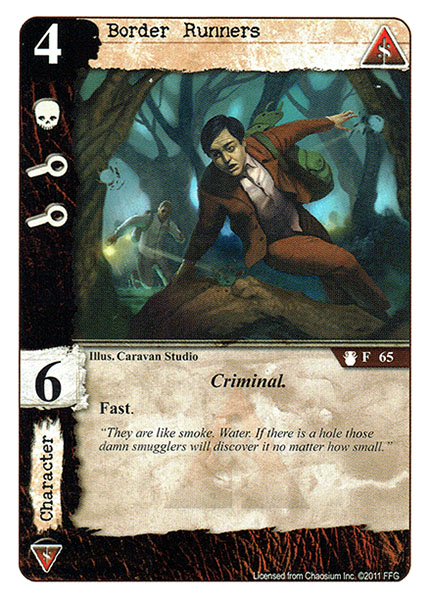 4
Border Runners
Illus. Caravan Studio
F 65
6
Criminal.
Fast.
“They are like smoke. Water. If there is a hole those
damn smugglers will discover it no matter how small.”
Character
Licensed from Chaosium Inc. ©2011 FFG